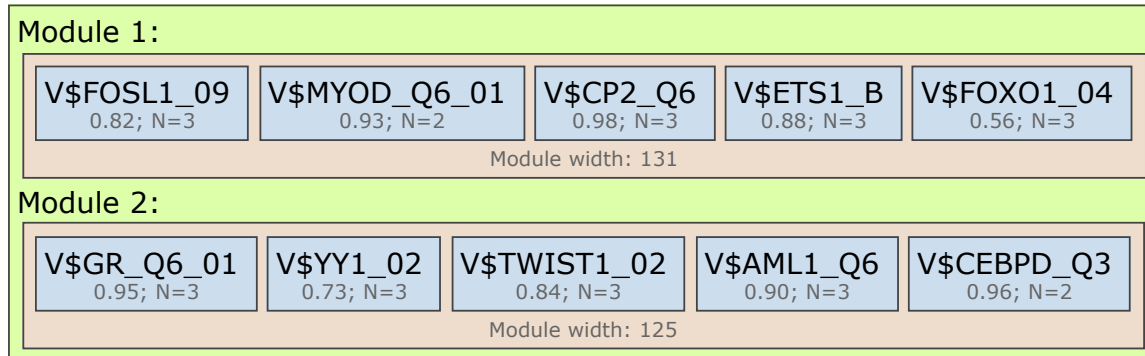 Module 1:
V$FOSL1_09 V$MYOD_Q6_01 V$CP2_Q6 V$ETS1_B V$FOXO1_04
0.82; N=3 0.93; N=2 0.98; N=3 0.88; N=3 0.56; N=3
Module width: 131
Module 2:
V$GR_Q6_01 V$YY1_02 V$TWIST1_02 V$AML1_Q6 V$CEBPD_Q3
0.95; N=3 0.73; N=3 0.84; N=3 0.90; N=3 0.96; N=2
Module width: 125